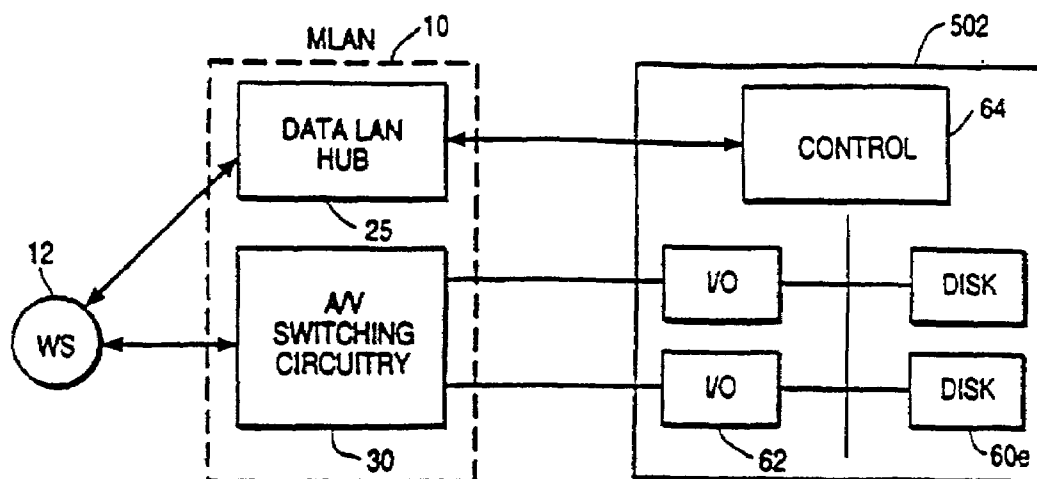 MLAN
10
502
DATA LAN
HUB
25
64
CONTROL
12
WS
A/V
SWITCHING
CIRCUITRY
30
I/O
DISK
I/O
DISK
62
60e